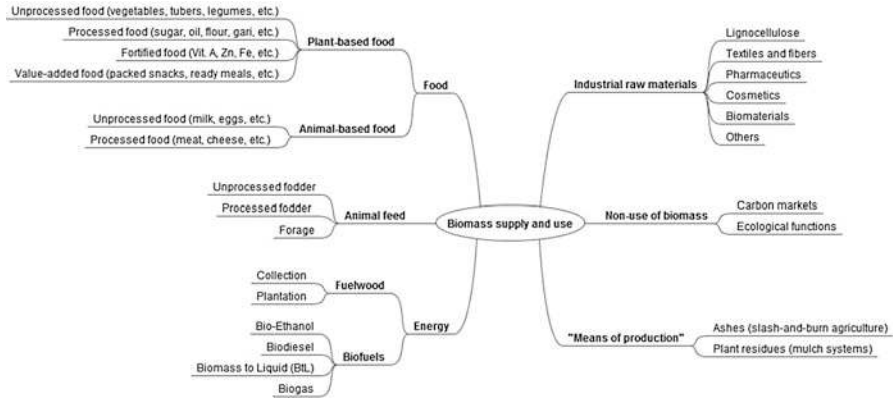 Unprocessed food (vegetables, tubers, legumes, etc.)
Processed food (sugar, oil, flour, gari, etc.)
Fortified food (Vit. A, Zn, Fe, etc.)
Value-added food (packed snacks, ready meals, etc.)
Plant-based food
Unprocessed food (milk, eggs, etc.)
Processed food (meat, cheese, etc.)
Animal-based food
Food
Unprocessed fodder
Processed fodder
Forage
Animal feed
Collection
Plantation
Fuelwood
Bio-Ethanol
Biodiesel
Biomass to Liquid (BtL)
Biogas
Biofuels
Energy
Biomass supply and use
Industrial raw materials
Lignocellulose
Textiles and fibers
Pharmaceutics
Cosmetics
Biomaterials
Others
Non-use of biomass
Carbon markets
Ecological functions
"Means of production"
Ashes (slash-and-burn agriculture)
Plant residues (mulch systems)